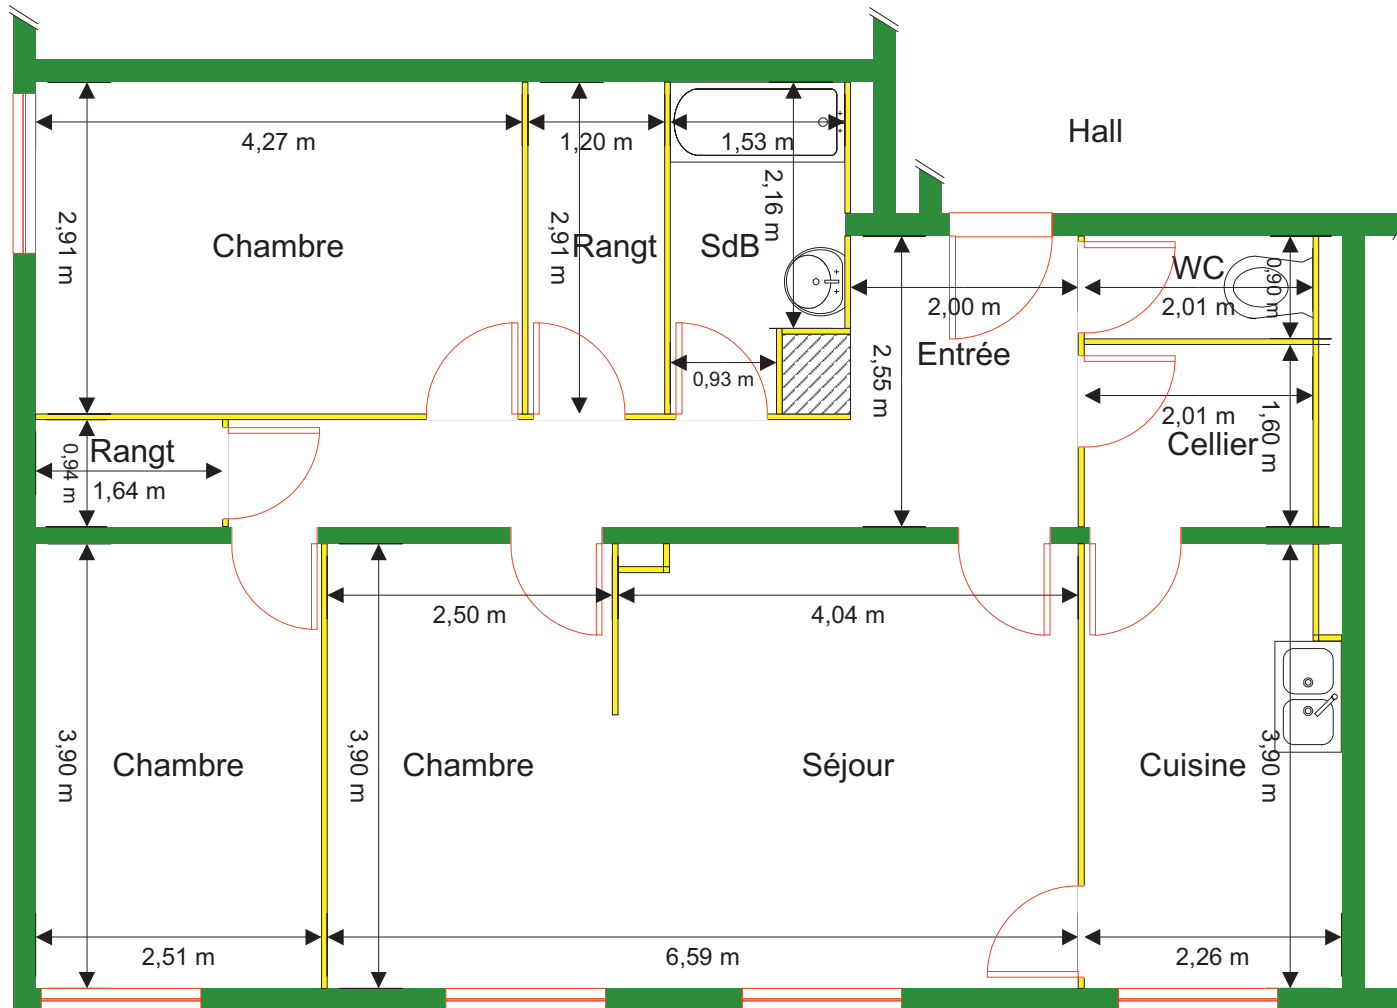 Hall
4,27 m
1,20 m
1,53 m
2,91 m
Chambre
2,91 m
Rangt
SdB
2,16 m
WC
0,90 m
2,00 m
2,01 m
2,55 m
Entrée
0,93 m
2,01 m
1,60 m
Cellier
Rangt
0,94 m
1,64 m
2,50 m
4,04 m
3,90 m
Chambre
3,90 m
Chambre
Séjour
Cuisine
3,90 m
2,51 m
6,59 m
2,26 m